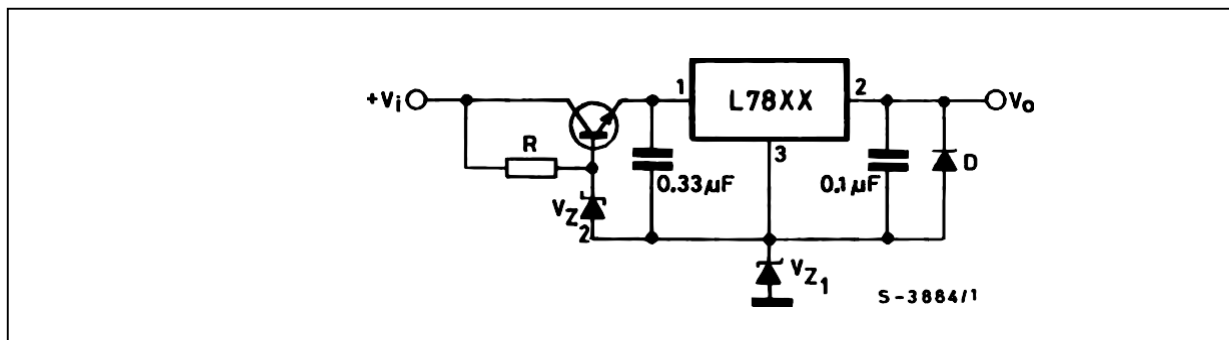 +Vi
R
VZ2
0.33µF
1
L78XX
2
3
0.1µF
D
Vo
VZ1
S-3884/1